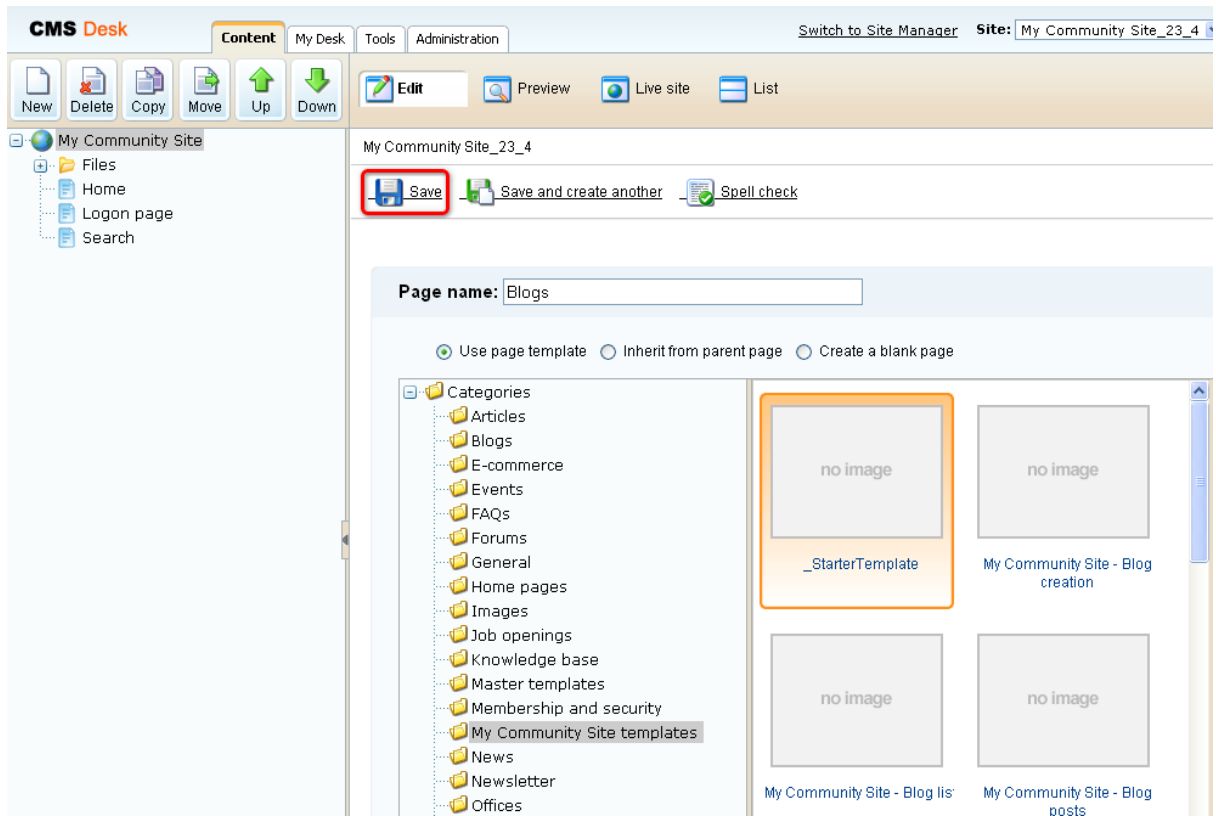 CMS Desk
Content
My Desk
Tools
Administration
Switch to Site Manager
Site: My Community Site_23_4
New
Delete
Copy
Move
Up
Down
Edit
Preview
Live site
List
My Community Site
Files
Home
Logon page
Search
My Community Site_23_4
Save
Save and create another
Spell check
Page name: Blogs
Use page template
Inherit from parent page
Create a blank page
Categories
Articles
Blogs
E-commerce
Events
FAQs
Forums
General
Home pages
Images
Job openings
Knowledge base
Master templates
Membership and security
My Community Site templates
News
Newsletter
Offices
no image
no image
_StarterTemplate
My Community Site - Blog
creation
no image
no image
My Community Site - Blog lis
My Community Site - Blog
posts